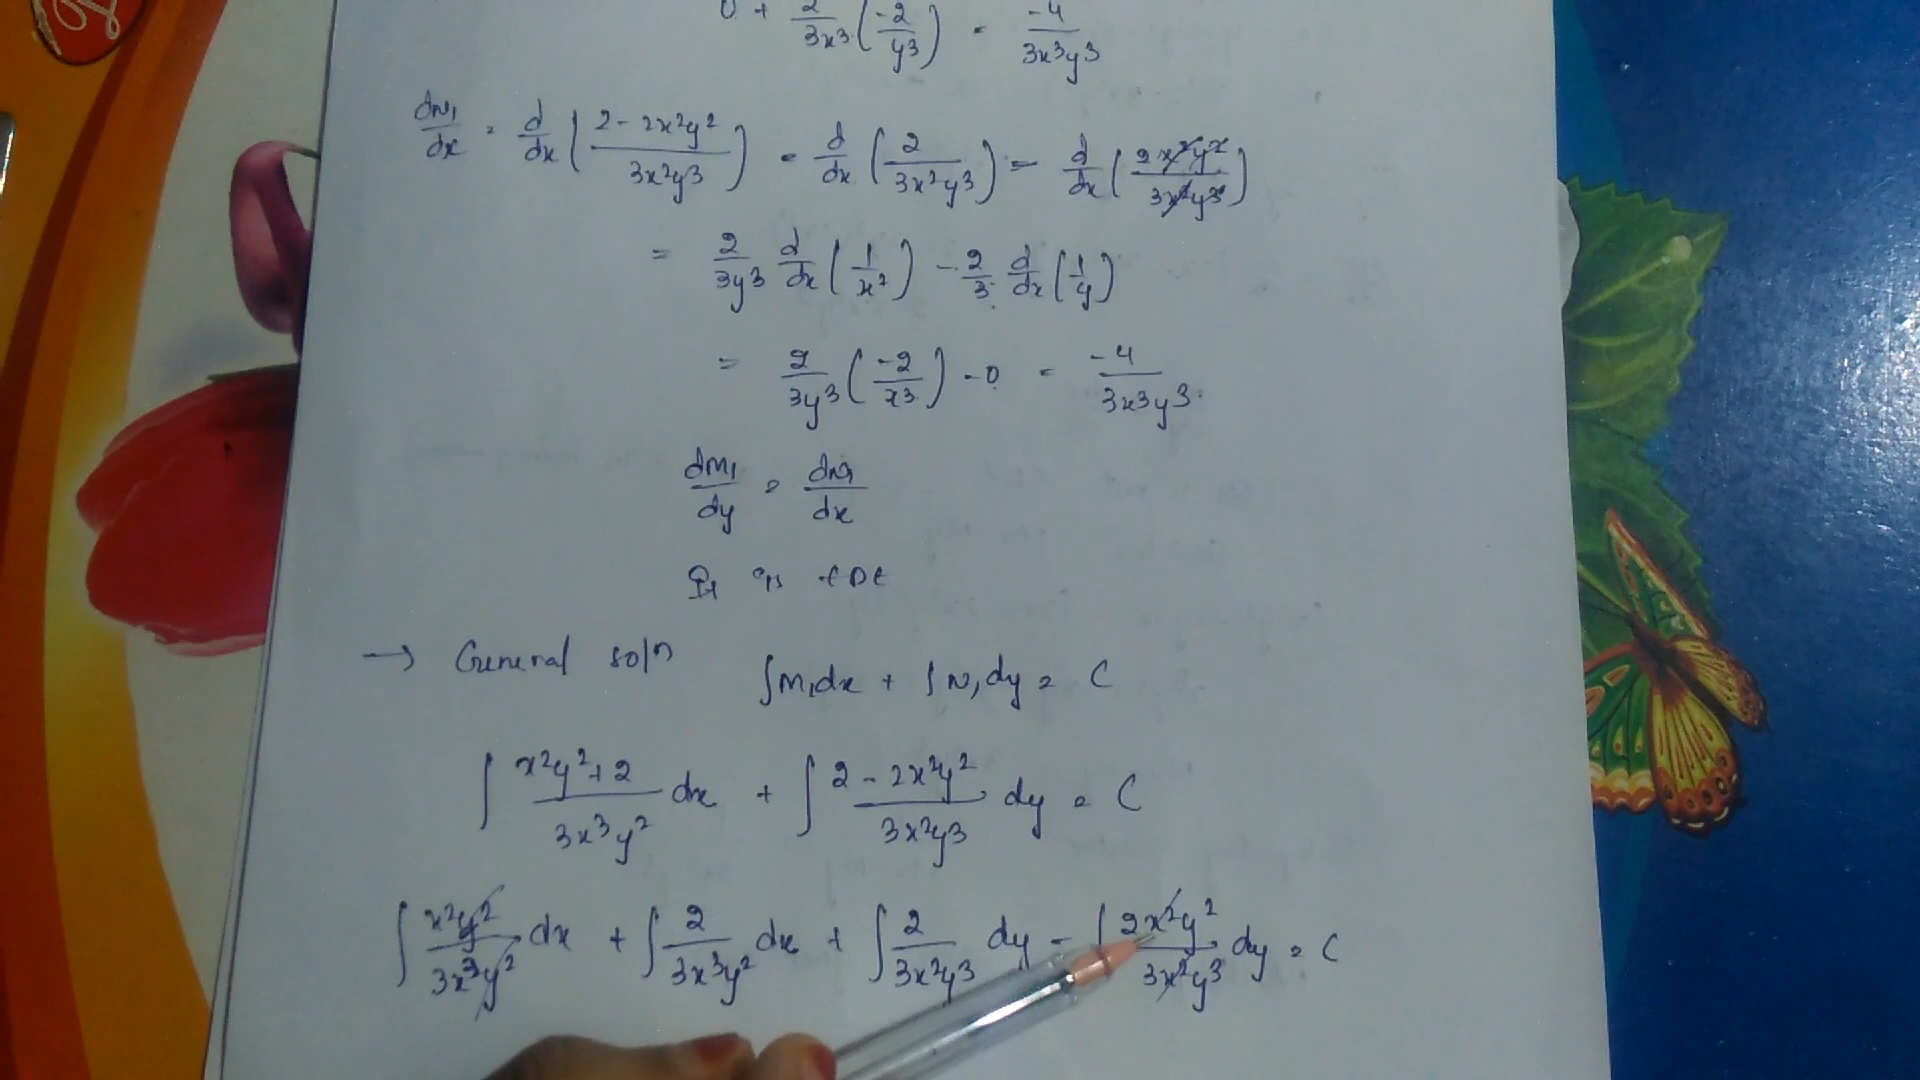 0 + 2/3x³ (-2/y³) = -4/3x³y³
dN₁/dx = d/dx (2 - 2x²y²/3x²y³) = d/dx (2/3x²y³) = d/dx (2x²y²/3x²y³)
= 2/3y³ d/dx (1/x²) - 2/3 d/dx (1/y)
= 2/3y³ (-2/x³) - 0 = -4/3x³y³
dM₁/dy = dN₁/dx
It is EDE
→ General solⁿ ∫M₁dx + ∫N₁dy = C
∫ x²y²+2/3x³y² dx + ∫ 2 - 2x²y²/3x²y³ dy = C
∫ x²y²/3x³y² dx + ∫ 2/3x³y² dx + ∫ 2/3x²y³ dy - ∫ 2x²y²/3x²y³ dy = C